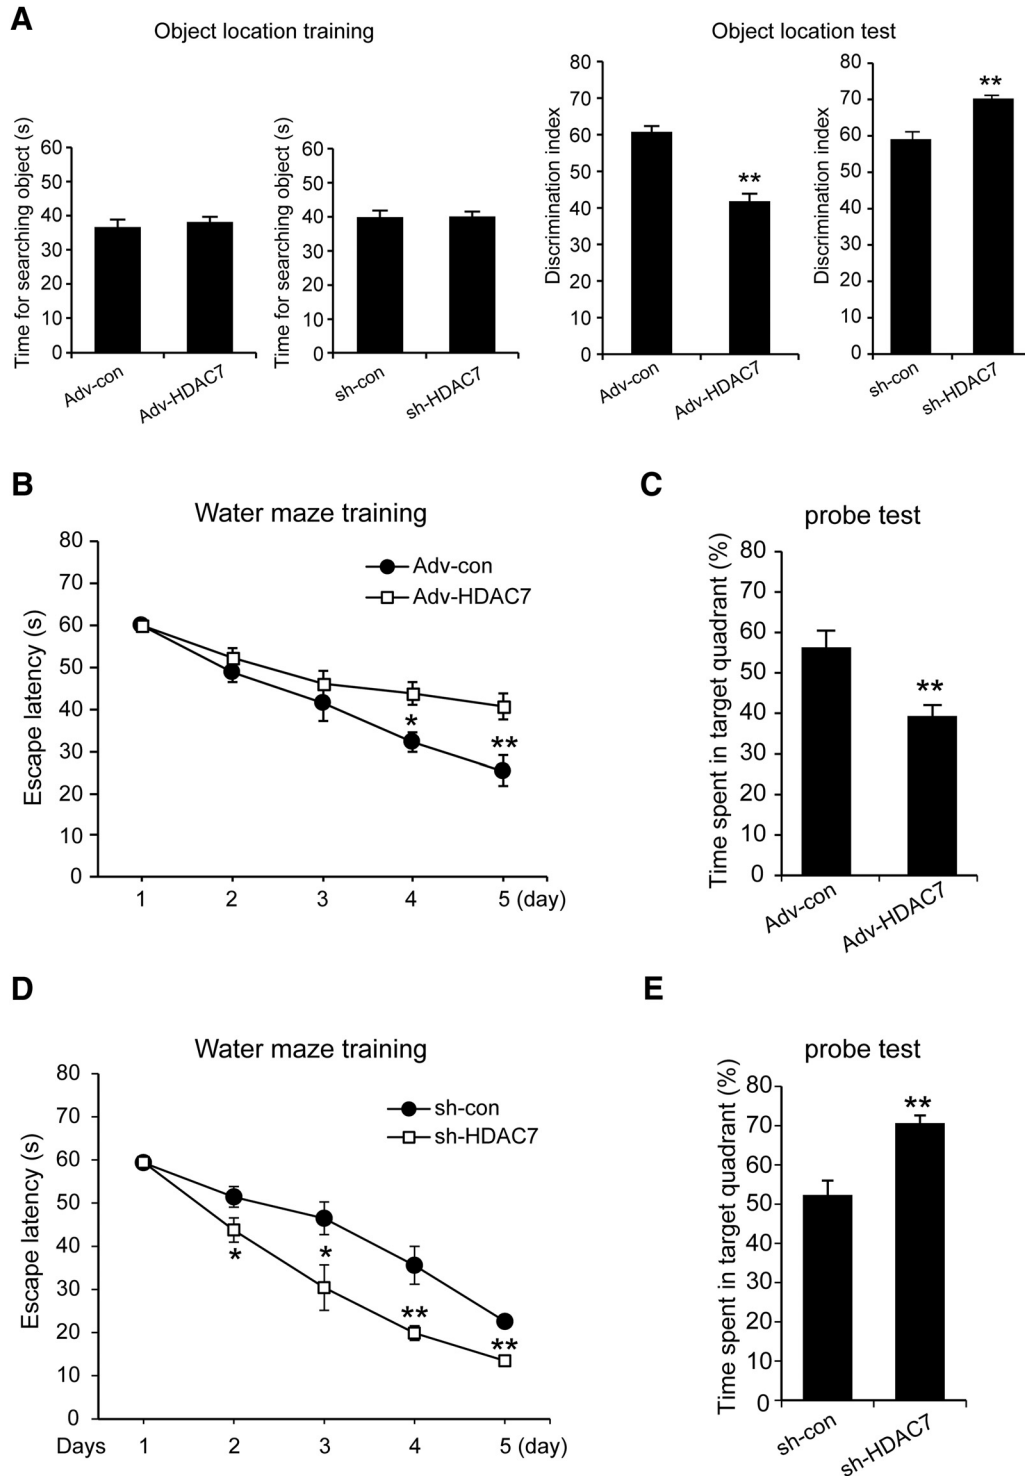 A
Object location training
Object location test
Time for searching object (s)
60
50
40
30
20
10
0
Adv-con
Adv-HDAC7
Time for searching object (s)
60
50
40
30
20
10
0
sh-con
sh-HDAC7
Discrimination index
80
70
60
50
40
30
20
10
0
**
Adv-con
Adv-HDAC7
Discrimination index
80
70
60
50
40
30
20
10
0
**
sh-con
sh-HDAC7
B
Water maze training
Escape latency (s)
80
70
60
50
40
30
20
10
0
Adv-con
Adv-HDAC7
*
**
1 2 3 4 5 (day)
C
probe test
Time spent in target quadrant (%)
80
70
60
50
40
30
20
10
0
**
Adv-con
Adv-HDAC7
D
Water maze training
Escape latency (s)
80
70
60
50
40
30
20
10
0
sh-con
sh-HDAC7
*
*
**
**
Days 1 2 3 4 5 (day)
E
probe test
Time spent in target quadrant (%)
80
70
60
50
40
30
20
10
0
**
sh-con
sh-HDAC7